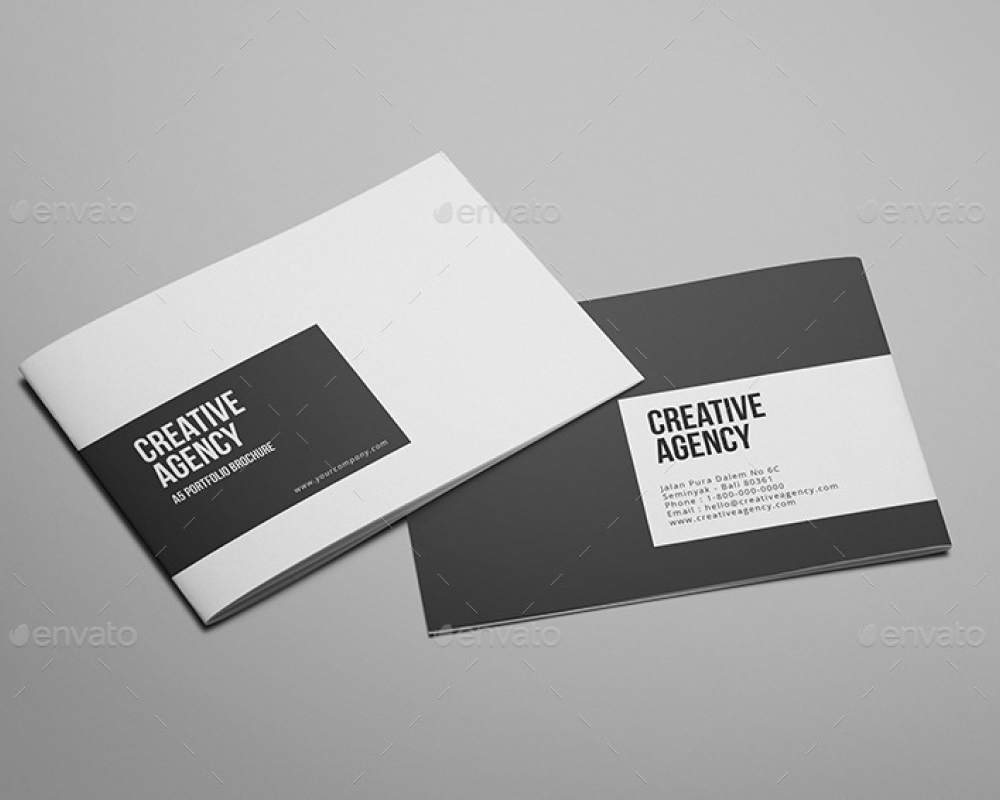 envato
envato
envato
CREATIVE
AGENCY
A5 PORTFOLIO BROCHURE
www.yourcompany.com
CREATIVE
AGENCY
Jalan Pura Dalem No 6C
Seminyak - Bali 80361
Phone : 1-800-000-0000
Email : hello@creativeagency.com
www.creativeagency.com
envato
envato
envato